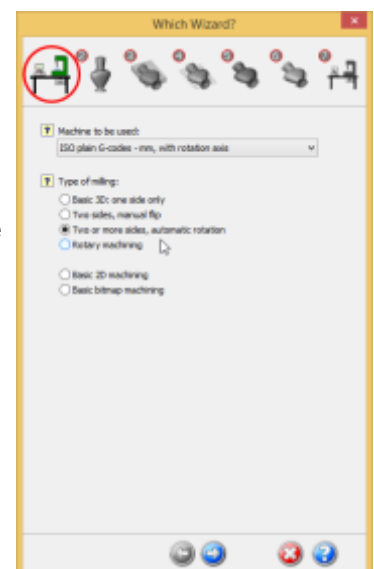 Which Wizard?
Machine to be used:
ISO plain G-codes - mm, with rotation axis
Type of milling:
Basic 3D: one side only
Two sides, manual flip
Two or more sides, automatic rotation
Rotary machining
Basic 2D machining
Basic bitmap machining